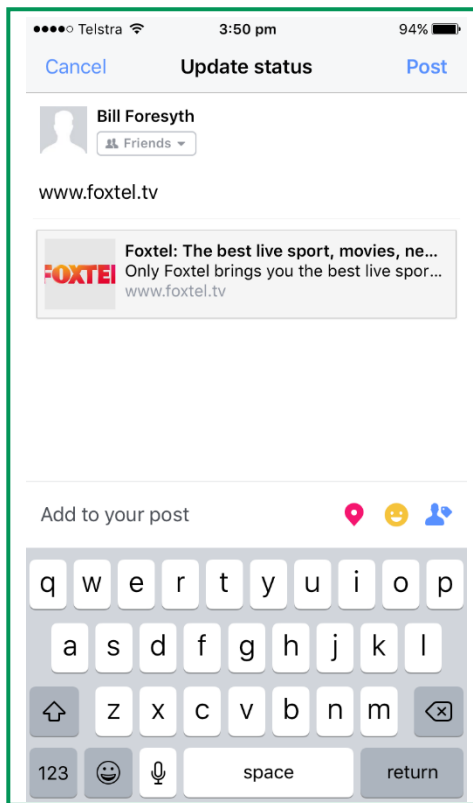 Telstra 3:50 pm 94%
Cancel Update status Post
Bill Foresyth
Friends
www.foxtel.tv
FOXTEL
Foxtel: The best live sport, movies, ne...
Only Foxtel brings you the best live spor...
www.foxtel.tv
Add to your post
q w e r t y u i o p
a s d f g h j k l
z x c v b n m
123 space return